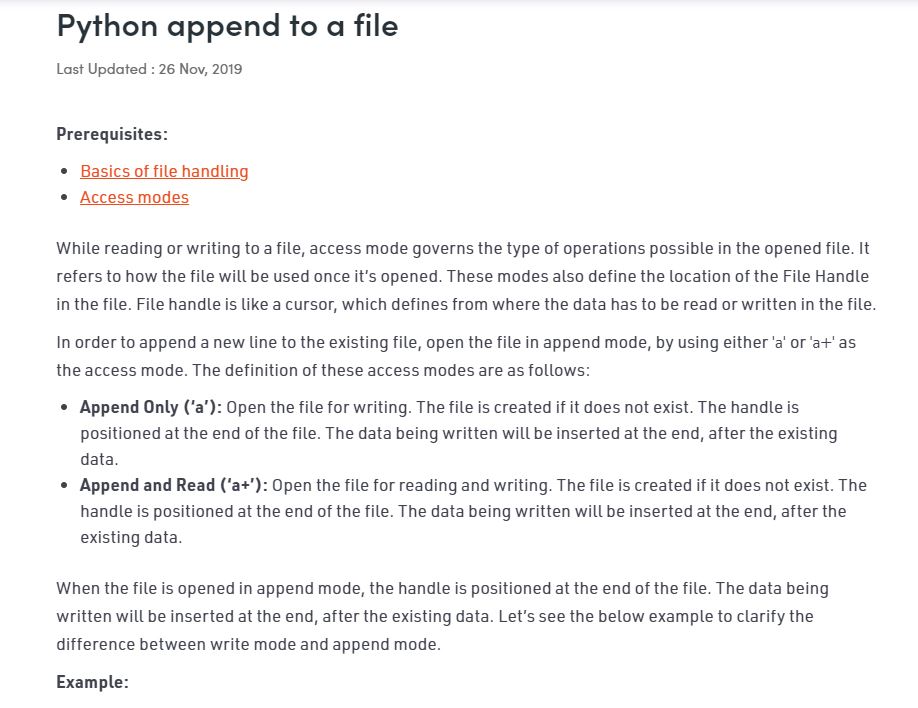 Python append to a file
Last Updated : 26 Nov, 2019
Prerequisites:
• Basics of file handling
• Access modes
While reading or writing to a file, access mode governs the type of operations possible in the opened file. It
refers to how the file will be used once it's opened. These modes also define the location of the File Handle
in the file. File handle is like a cursor, which defines from where the data has to be read or written in the file.
In order to append a new line to the existing file, open the file in append mode, by using either 'a' or 'a+' as
the access mode. The definition of these access modes are as follows:
• Append Only (‘a’): Open the file for writing. The file is created if it does not exist. The handle is
positioned at the end of the file. The data being written will be inserted at the end, after the existing
data.
• Append and Read (‘a+’): Open the file for reading and writing. The file is created if it does not exist. The
handle is positioned at the end of the file. The data being written will be inserted at the end, after the
existing data.
When the file is opened in append mode, the handle is positioned at the end of the file. The data being
written will be inserted at the end, after the existing data. Let’s see the below example to clarify the
difference between write mode and append mode.
Example: